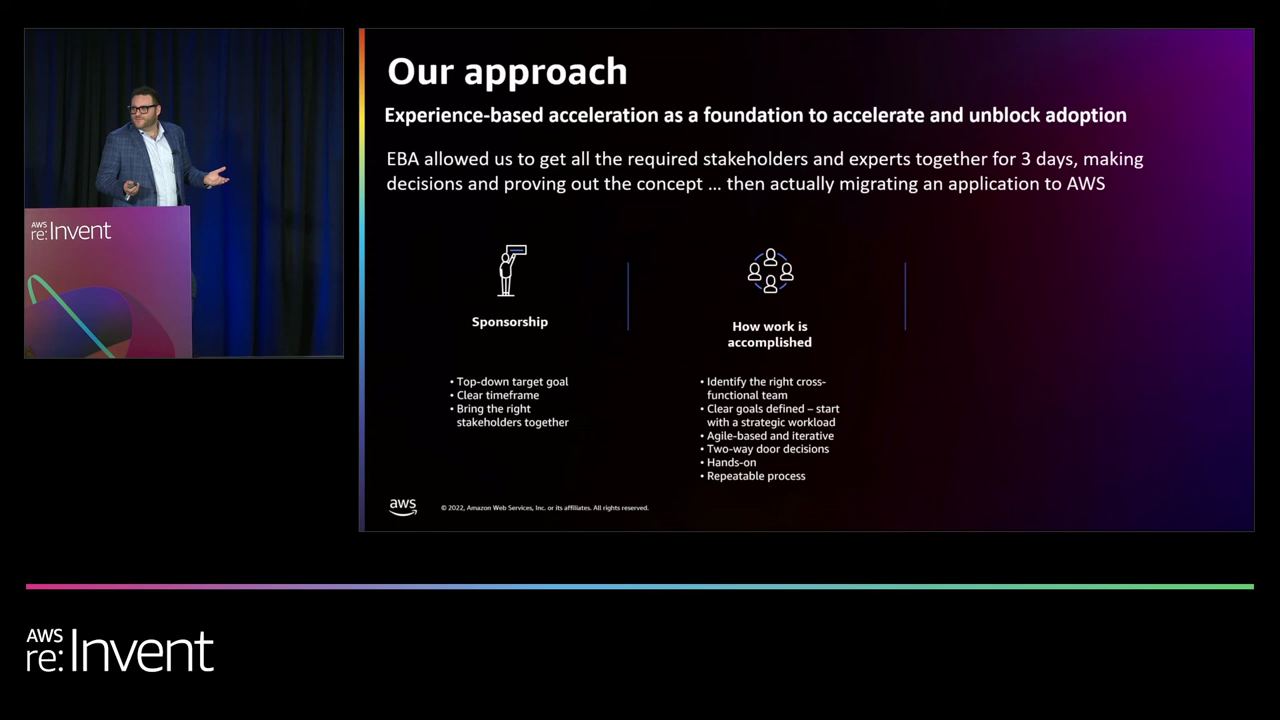 Our approach
Experience-based acceleration as a foundation to accelerate and unblock adoption
EBA allowed us to get all the required stakeholders and experts together for 3 days, making
decisions and proving out the concept … then actually migrating an application to AWS
AWS
re:Invent
Sponsorship
• Top-down target goal
• Clear timeframe
• Bring the right
stakeholders together
How work is
accomplished
• Identify the right cross-
functional team
• Clear goals defined – start
with a strategic workload
• Agile-based and iterative
• Two-way door decisions
• Hands-on
• Repeatable process
aws
© 2022, Amazon Web Services, Inc. or its affiliates. All rights reserved.
AWS
re:Invent